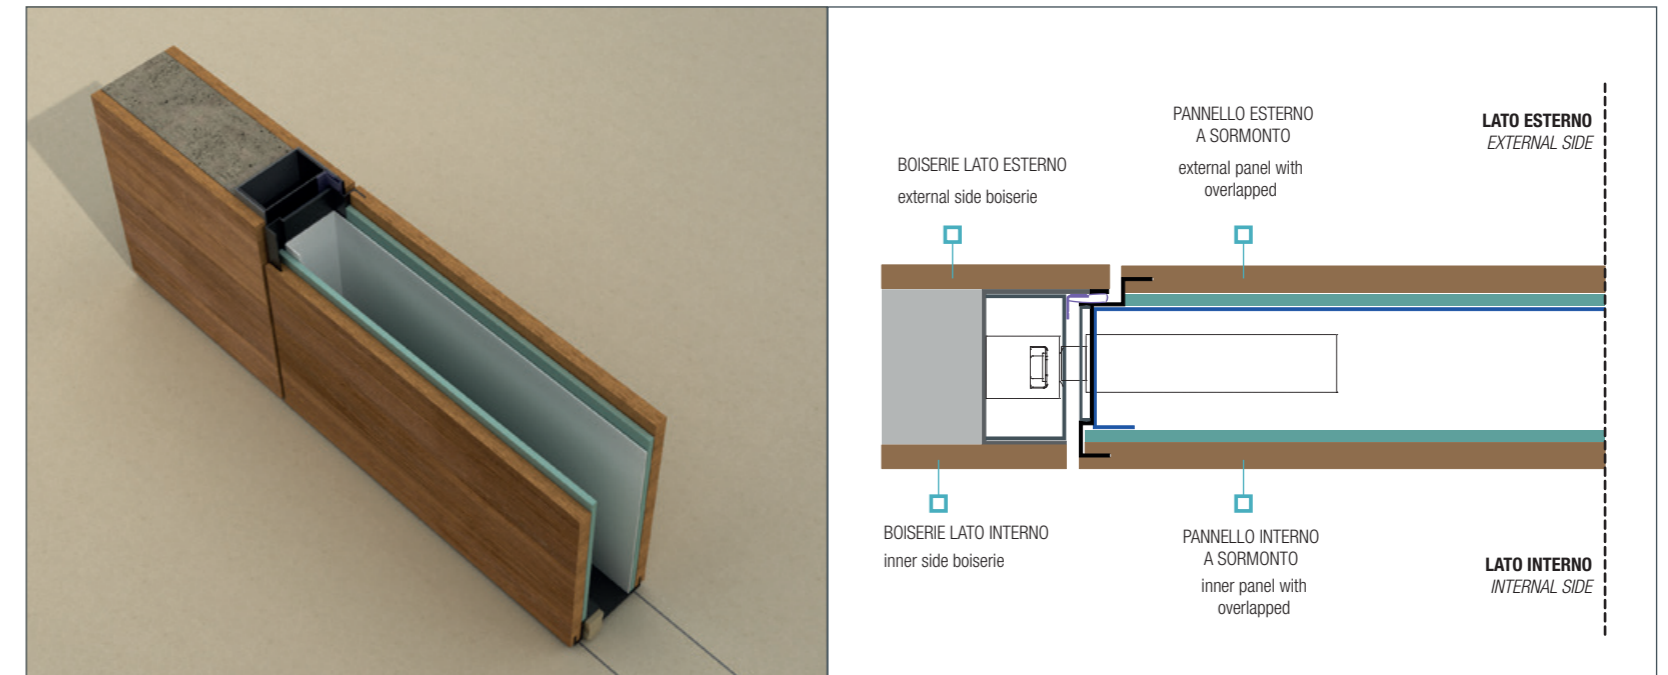 PANNELLO ESTERNO
A SORMONTO
external panel with
overlapped
LATO ESTERNO
EXTERNAL SIDE
BOISERIE LATO ESTERNO
external side boiserie
BOISERIE LATO INTERNO
inner side boiserie
PANNELLO INTERNO
A SORMONTO
inner panel with
overlapped
LATO INTERNO
INTERNAL SIDE